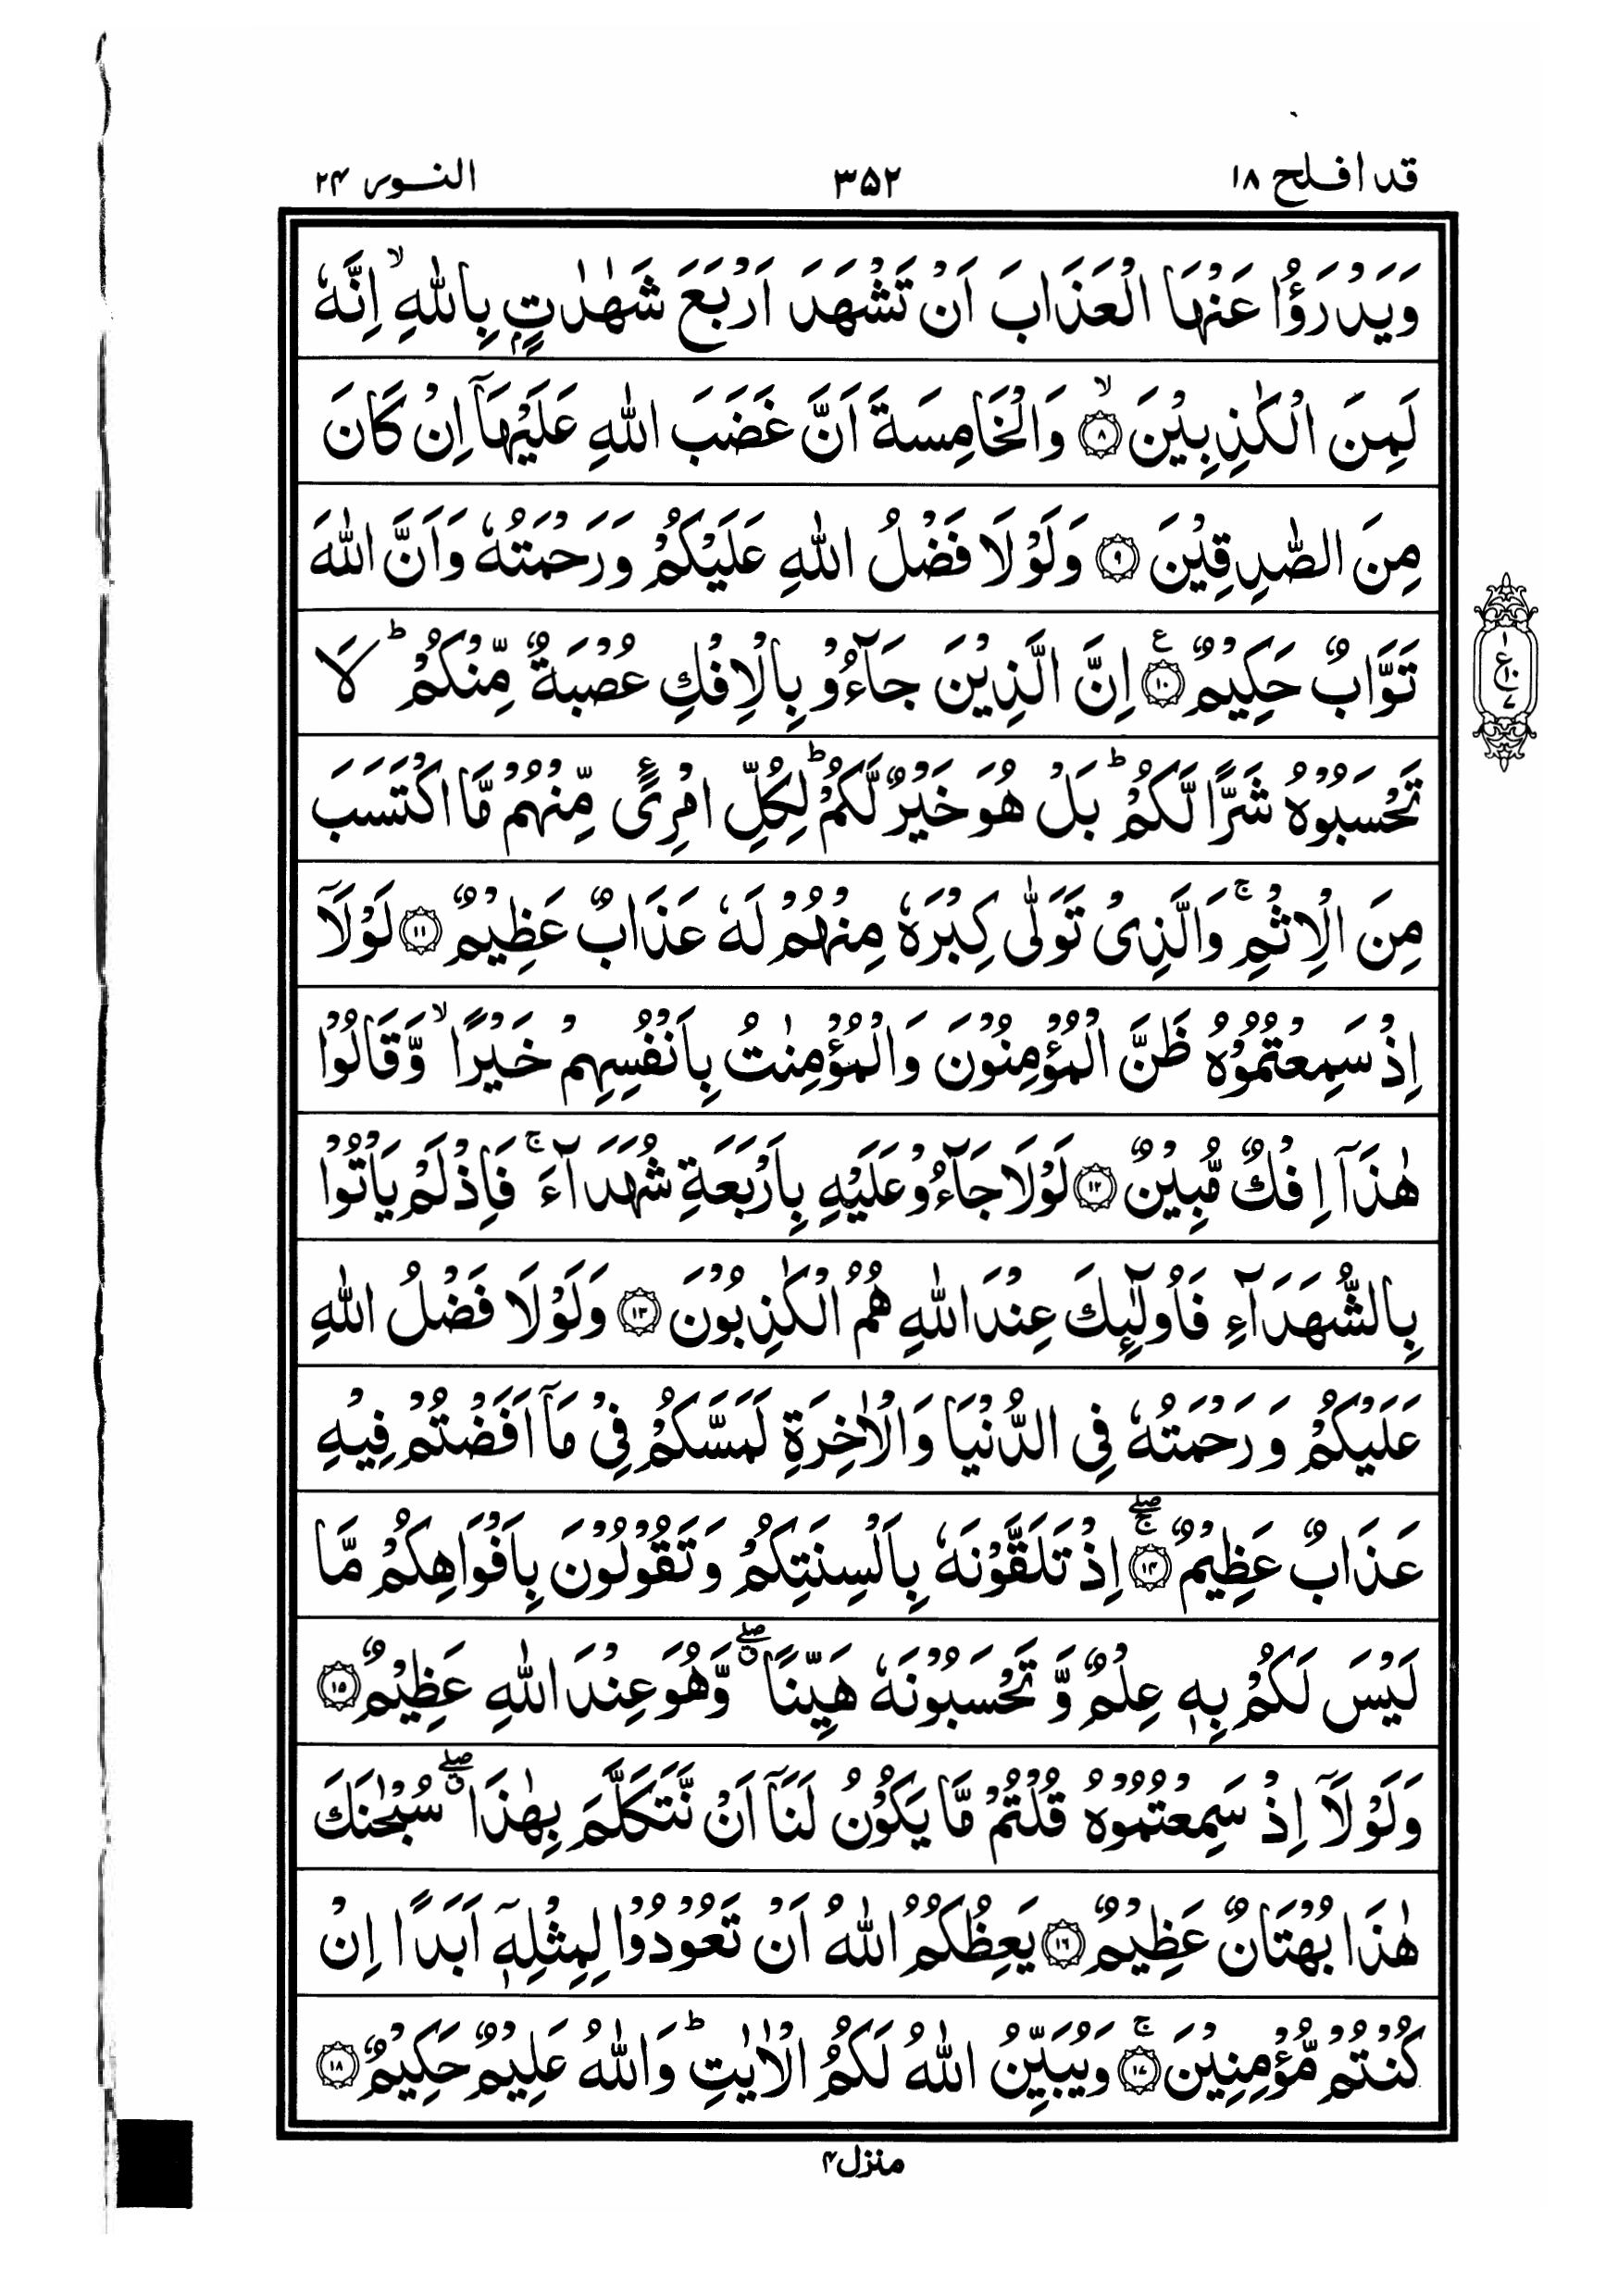 قد افلح ١٨ ٣٥٢ النور ٢٤
وَيَدْرَؤُا عَنْهَا الْعَذَابَ اَنْ تَشْهَدَ اَرْبَعَ شَهٰدٰتٍۭ بِاللّٰهِ ۙ اِنَّهٗ
لَمِنَ الْكٰذِبِيْنَ ۙ﴿٨﴾ وَالْخَامِسَةَ اَنَّ غَضَبَ اللّٰهِ عَلَيْهَاۤ اِنْ كَانَ
مِنَ الصّٰدِقِيْنَ ﴿٩﴾ وَلَوْلَا فَضْلُ اللّٰهِ عَلَيْكُمْ وَرَحْمَتُهٗ وَاَنَّ اللّٰهَ
تَوَّابٌ حَكِيْمٌ ﴿١٠﴾ ع اِنَّ الَّذِيْنَ جَآءُوْ بِالْاِفْكِ عُصْبَةٌ مِّنْكُمْ ؕ لَا
١ ع ١٠ ٧
تَحْسَبُوْهُ شَرًّا لَّكُمْ ؕ بَلْ هُوَ خَيْرٌ لَّكُمْ ؕ لِكُلِّ امْرِئٍ مِّنْهُمْ مَّا اكْتَسَبَ
مِنَ الْاِثْمِ ۚ وَالَّذِيْ تَوَلّٰى كِبْرَهٗ مِنْهُمْ لَهٗ عَذَابٌ عَظِيْمٌ ﴿١١﴾ لَوْلَاۤ
اِذْ سَمِعْتُمُوْهُ ظَنَّ الْمُؤْمِنُوْنَ وَالْمُؤْمِنٰتُ بِاَنْفُسِهِمْ خَيْرًا ۙ وَّقَالُوْا
هٰذَاۤ اِفْكٌ مُّبِيْنٌ ﴿١٢﴾ لَوْلَا جَآءُوْ عَلَيْهِ بِاَرْبَعَةِ شُهَدَآءَ ۚ فَاِذْ لَمْ يَاْتُوْا
بِالشُّهَدَآءِ فَاُولٰٓئِكَ عِنْدَ اللّٰهِ هُمُ الْكٰذِبُوْنَ ﴿١٣﴾ وَلَوْلَا فَضْلُ اللّٰهِ
عَلَيْكُمْ وَرَحْمَتُهٗ فِي الدُّنْيَا وَالْاٰخِرَةِ لَمَسَّكُمْ فِيْ مَاۤ اَفَضْتُمْ فِيْهِ
عَذَابٌ عَظِيْمٌ ۚۖ﴿١٤﴾ اِذْ تَلَقَّوْنَهٗ بِاَلْسِنَتِكُمْ وَتَقُوْلُوْنَ بِاَفْوَاهِكُمْ مَّا
لَيْسَ لَكُمْ بِهٖ عِلْمٌ وَّ تَحْسَبُوْنَهٗ هَيِّنًا ۖۗ وَّهُوَ عِنْدَ اللّٰهِ عَظِيْمٌ ﴿١٥﴾
وَلَوْلَاۤ اِذْ سَمِعْتُمُوْهُ قُلْتُمْ مَّا يَكُوْنُ لَنَاۤ اَنْ نَّتَكَلَّمَ بِهٰذَا ۖۗ سُبْحٰنَكَ
هٰذَا بُهْتَانٌ عَظِيْمٌ ﴿١٦﴾ يَعِظُكُمُ اللّٰهُ اَنْ تَعُوْدُوْا لِمِثْلِهٖۤ اَبَدًا اِنْ
كُنْتُمْ مُّؤْمِنِيْنَ ۚ﴿١٧﴾ وَيُبَيِّنُ اللّٰهُ لَكُمُ الْاٰيٰتِ ؕ وَاللّٰهُ عَلِيْمٌ حَكِيْمٌ ﴿١٨﴾
منزل ٤